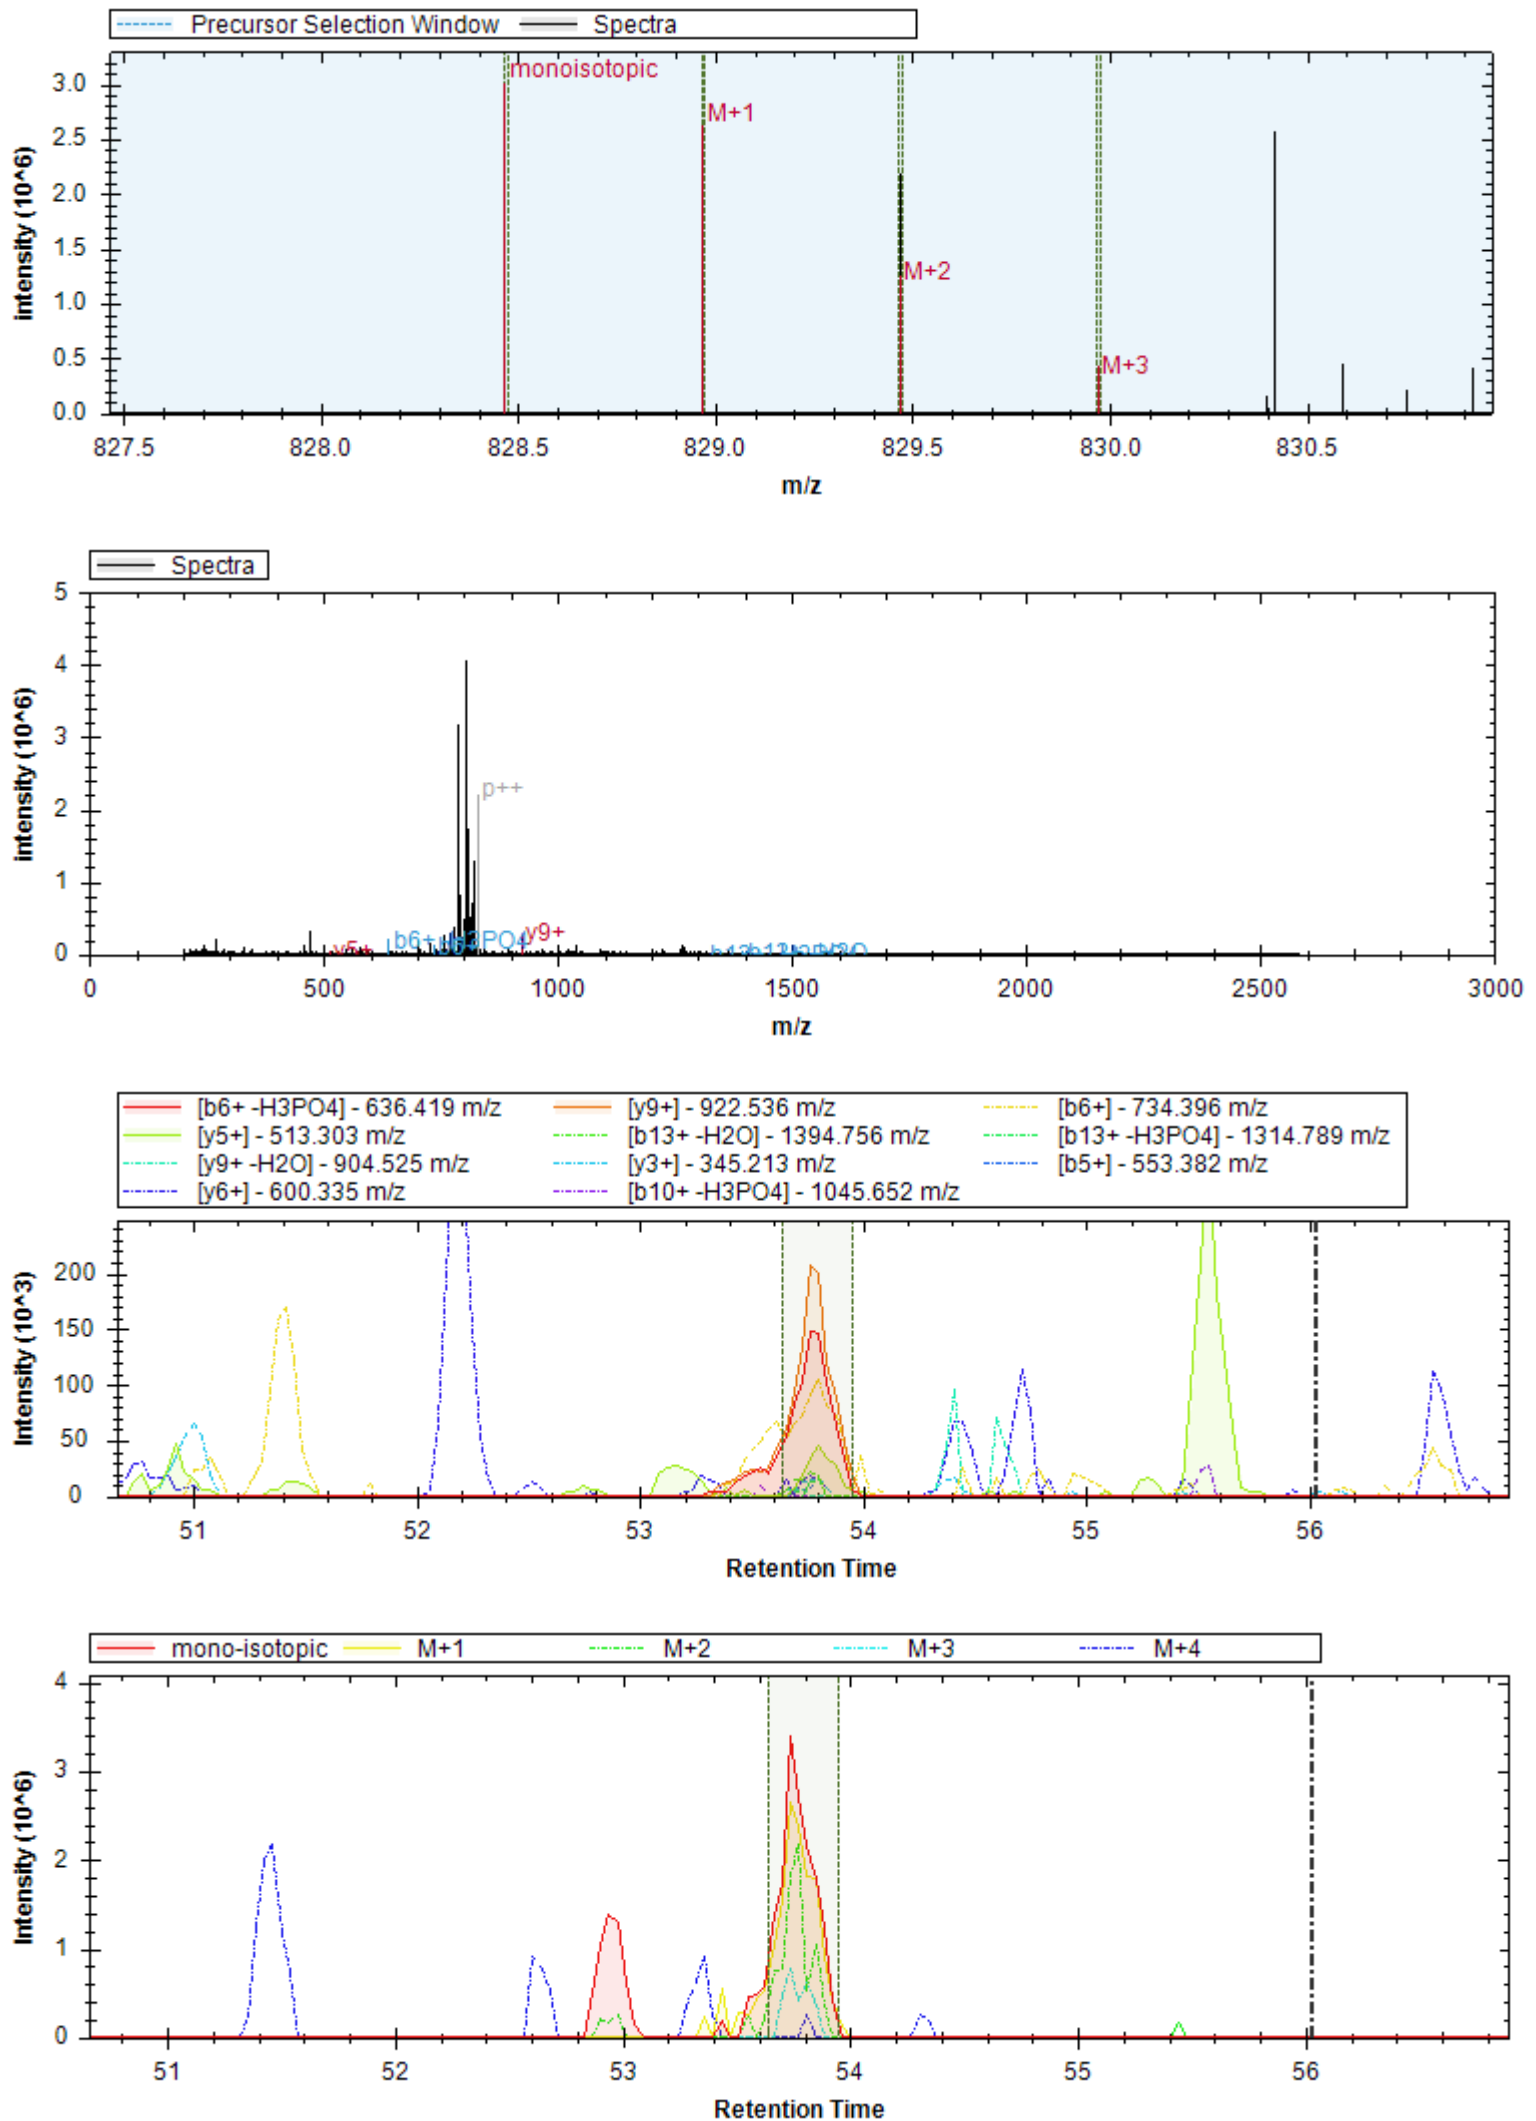 Precursor Selection Window Spectra
monoisotopic
M+1
M+2
M+3
3.0
2.5
2.0
1.5
1.0
0.5
0.0
intensity (10^6)
827.5 828.0 828.5 829.0 829.5 830.0 830.5
m/z
Spectra
5
4
3
2
1
0
intensity (10^6)
p++
y5+ b6+ y9+
0 500 1000 1500 2000 2500 3000
m/z
[b6+ -H3PO4] - 636.419 m/z [y9+] - 922.536 m/z [b6+] - 734.396 m/z
[y5+] - 513.303 m/z [b13+ -H2O] - 1394.756 m/z [b13+ -H3PO4] - 1314.789 m/z
[y9+ -H2O] - 904.525 m/z [y3+] - 345.213 m/z [b5+] - 553.382 m/z
[y6+] - 600.335 m/z [b10+ -H3PO4] - 1045.652 m/z
200
150
100
50
0
Intensity (10^3)
51 52 53 54 55 56
Retention Time
mono-isotopic M+1 M+2 M+3 M+4
4
3
2
1
0
Intensity (10^6)
51 52 53 54 55 56
Retention Time